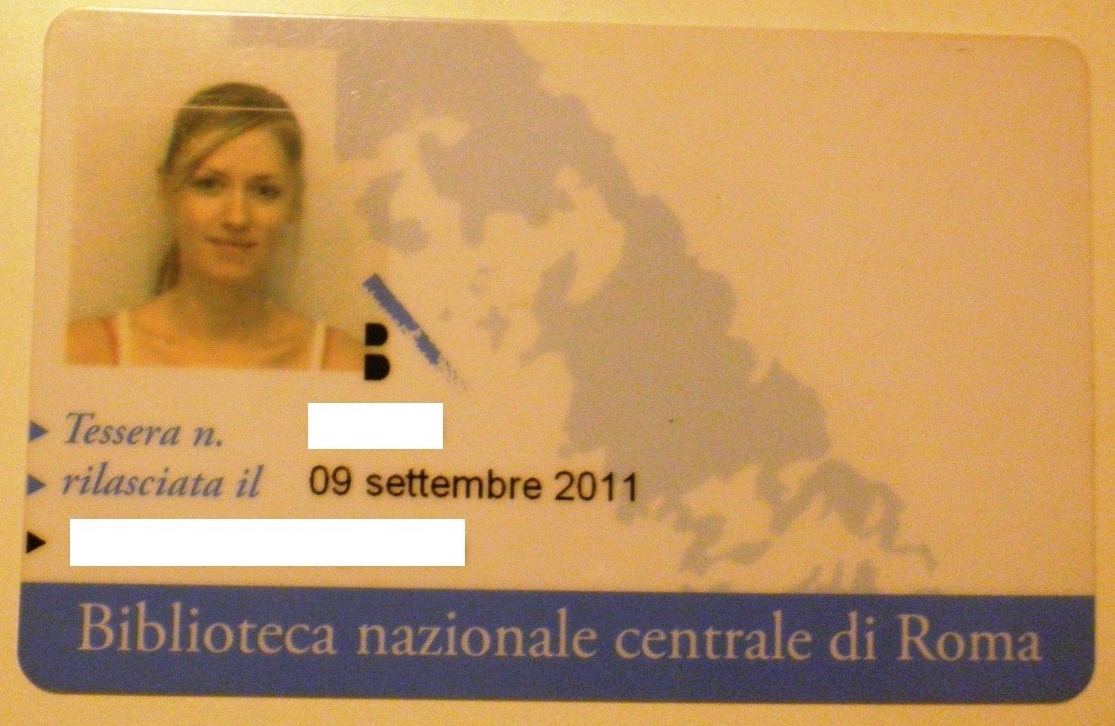 Tessera n.
rilasciata il 09 settembre 2011
Biblioteca nazionale centrale di Roma